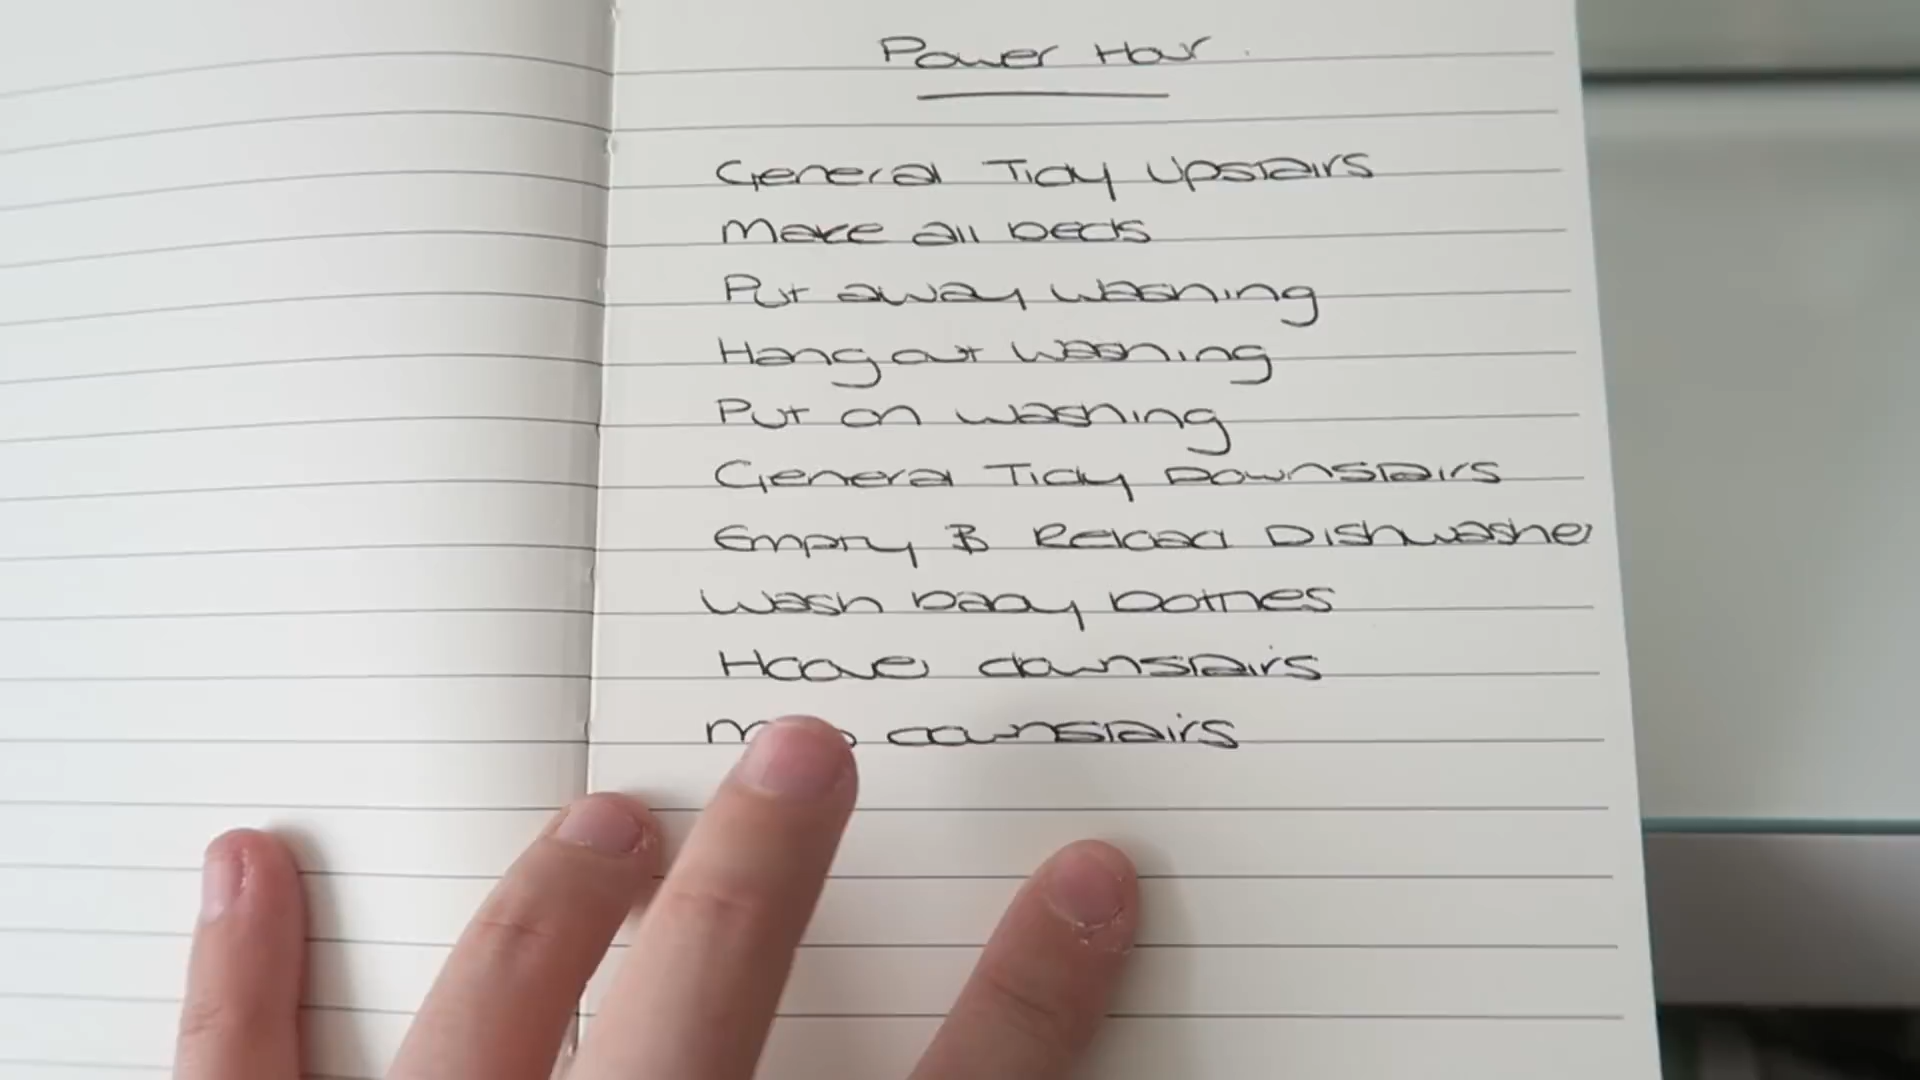 Power Hour
General Tidy Upstairs
Make all beds
Put away washing
Hang out washing
Put on washing
General Tidy Downstairs
Empty & Reload Dishwasher
Wash baby bottles
Hoover downstairs
downstairs